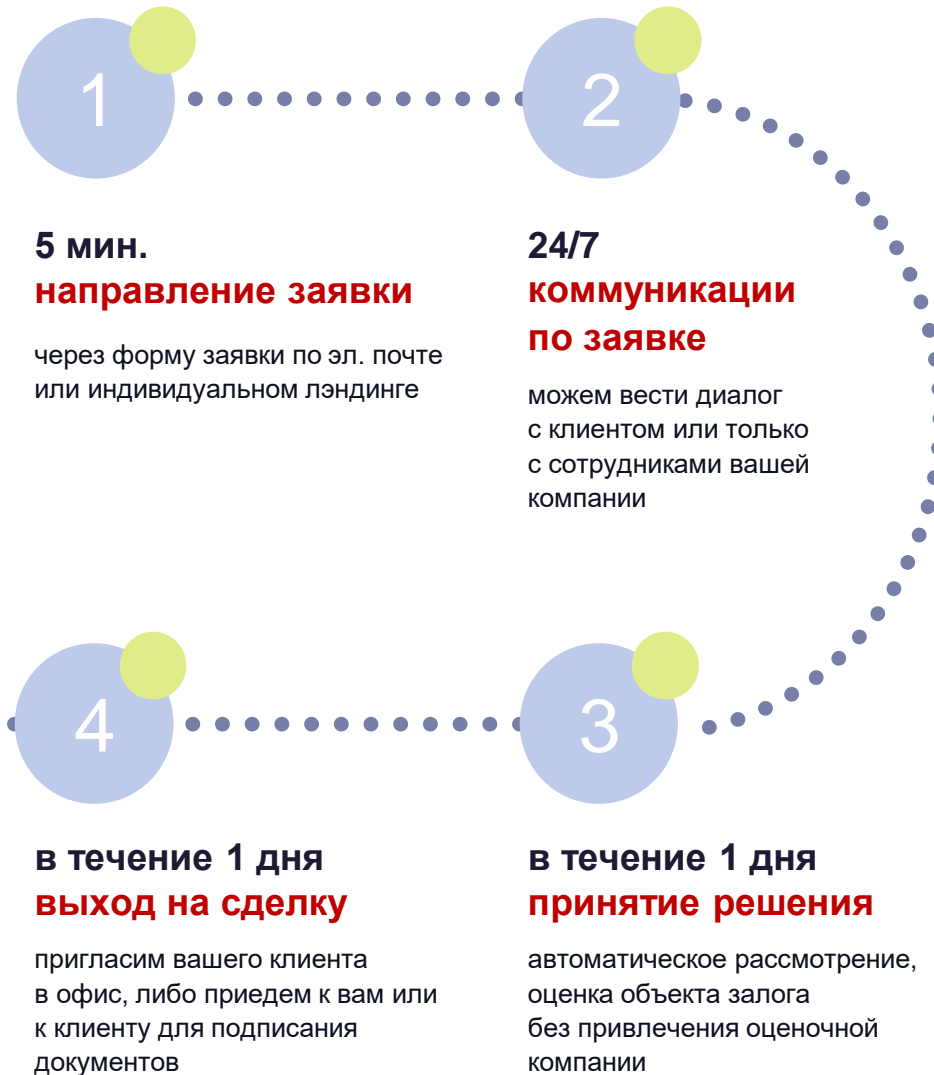 1
5 мин.
направление заявки
через форму заявки по эл. почте
или индивидуальном лэндинге
2
24/7
коммуникации
по заявке
можем вести диалог
с клиентом или только
с сотрудниками вашей
компании
3
в течение 1 дня
принятие решения
автоматическое рассмотрение,
оценка объекта залога
без привлечения оценочной
компании
4
в течение 1 дня
выход на сделку
пригласим вашего клиента
в офис, либо приедем к вам или
к клиенту для подписания
документов